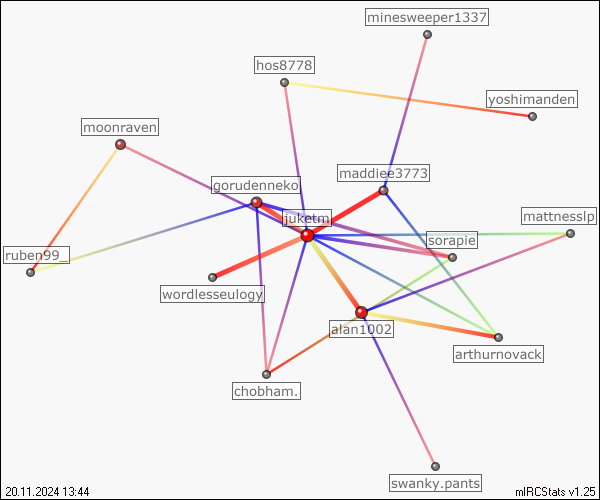 minesweeper1337
hos8778
yoshimanden
moonraven
maddiee3773
gorudenneko
juketm
mattnesslp
sorapie
ruben99_
wordlesseulogy
alan1002
arthurnovack
chobham.
swanky.pants
20.11.2024 13:44
mIRCStats v1.25